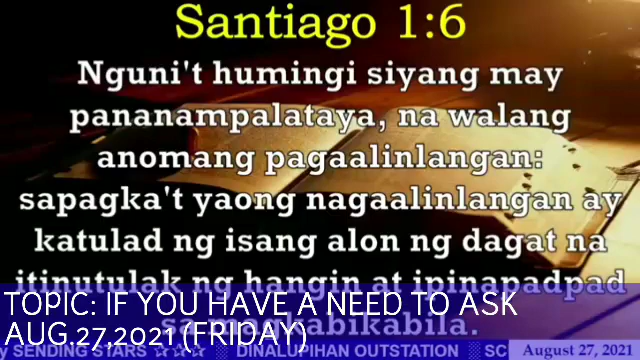 Santiago 1:6
Nguni't humingi siyang may
pananampalataya, na walang
anomang pagaalinlangan:
sapagka't yaong nagaalinlangan ay
katulad ng isang alon ng dagat na
itinutulak ng hangin at ipinapadpad
kabikabila.
TOPIC: IF YOU HAVE A NEED TO ASK
AUG.27,2021 (FRIDAY)
y SENDING STARS ☆☆☆ ❖ DINALUPIHAN OUTSTATION ❖ SC
August 27, 2021